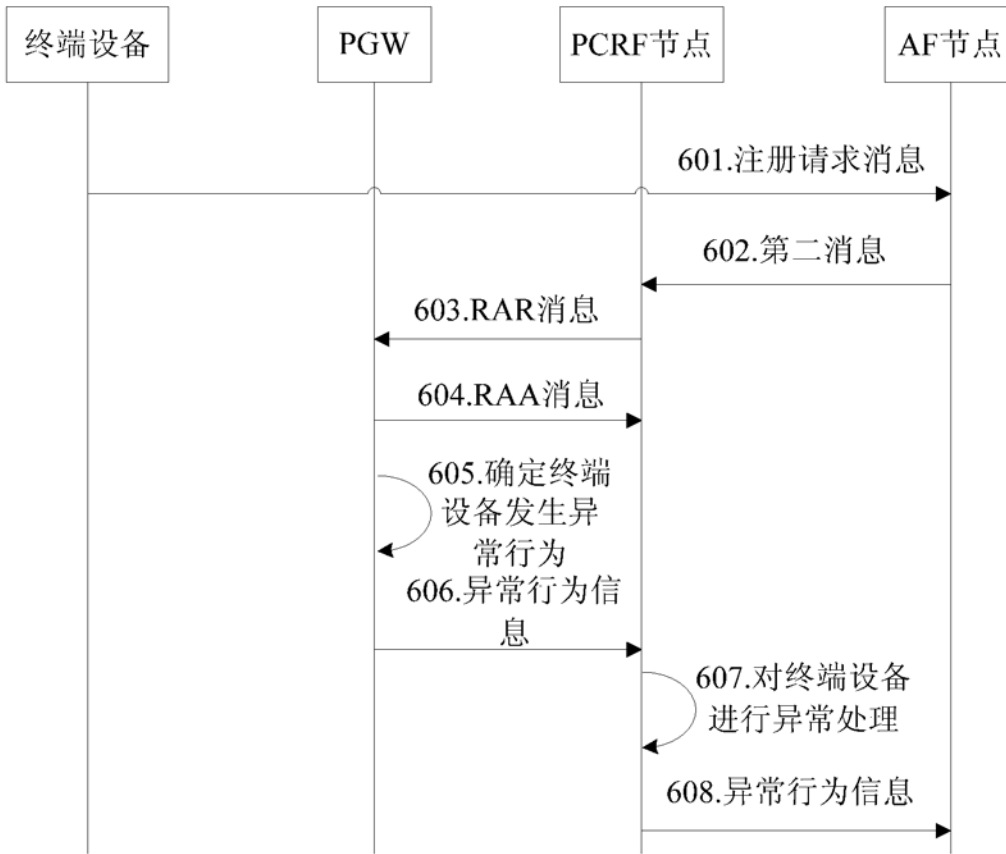 终端设备
PGW
PCRF节点
AF节点
601.注册请求消息
602.第二消息
603.RAR消息
604.RAA消息
605.确定终端
设备发生异
常行为
606.异常行为信
息
607.对终端设备
进行异常处理
608.异常行为信息